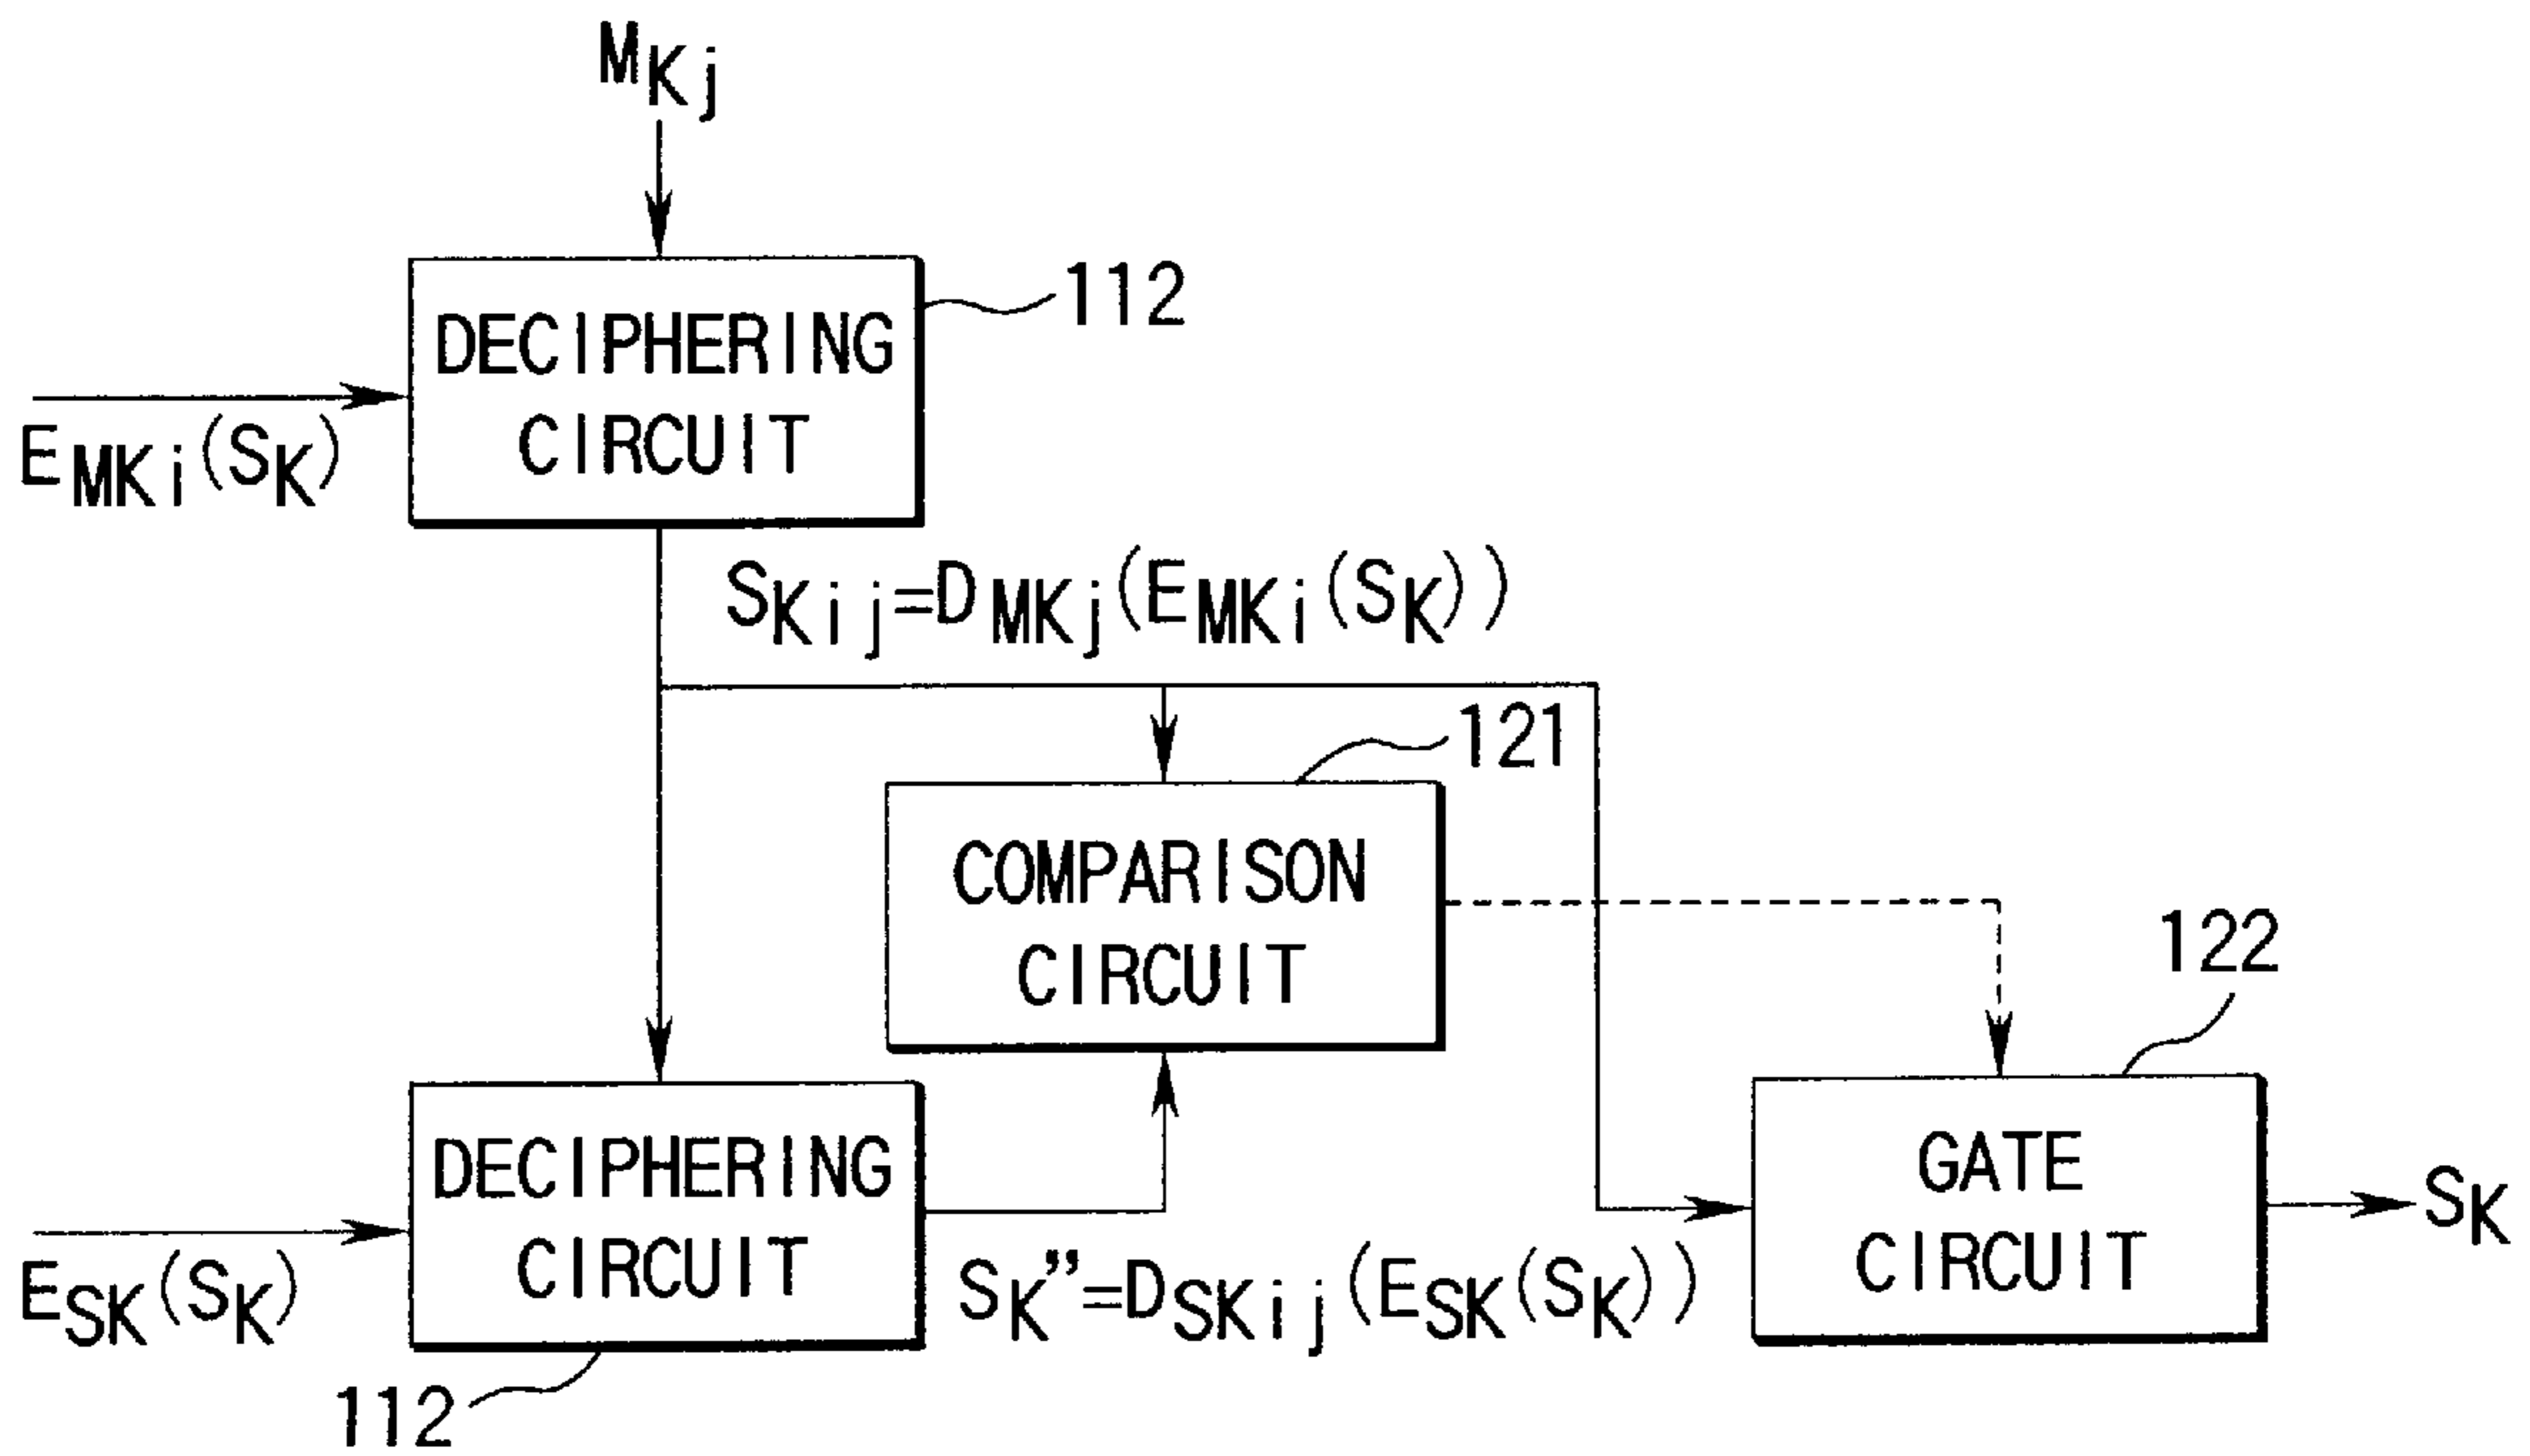 MKj
112
DECIPHERING
CIRCUIT
EMKi(SK)
SKij=DMKj(EMKi(SK))
121
COMPARISON
CIRCUIT
122
DECIPHERING
CIRCUIT
GATE
CIRCUIT
SK
ESK(SK)
SK”=DSKij(ESK(SK))
112